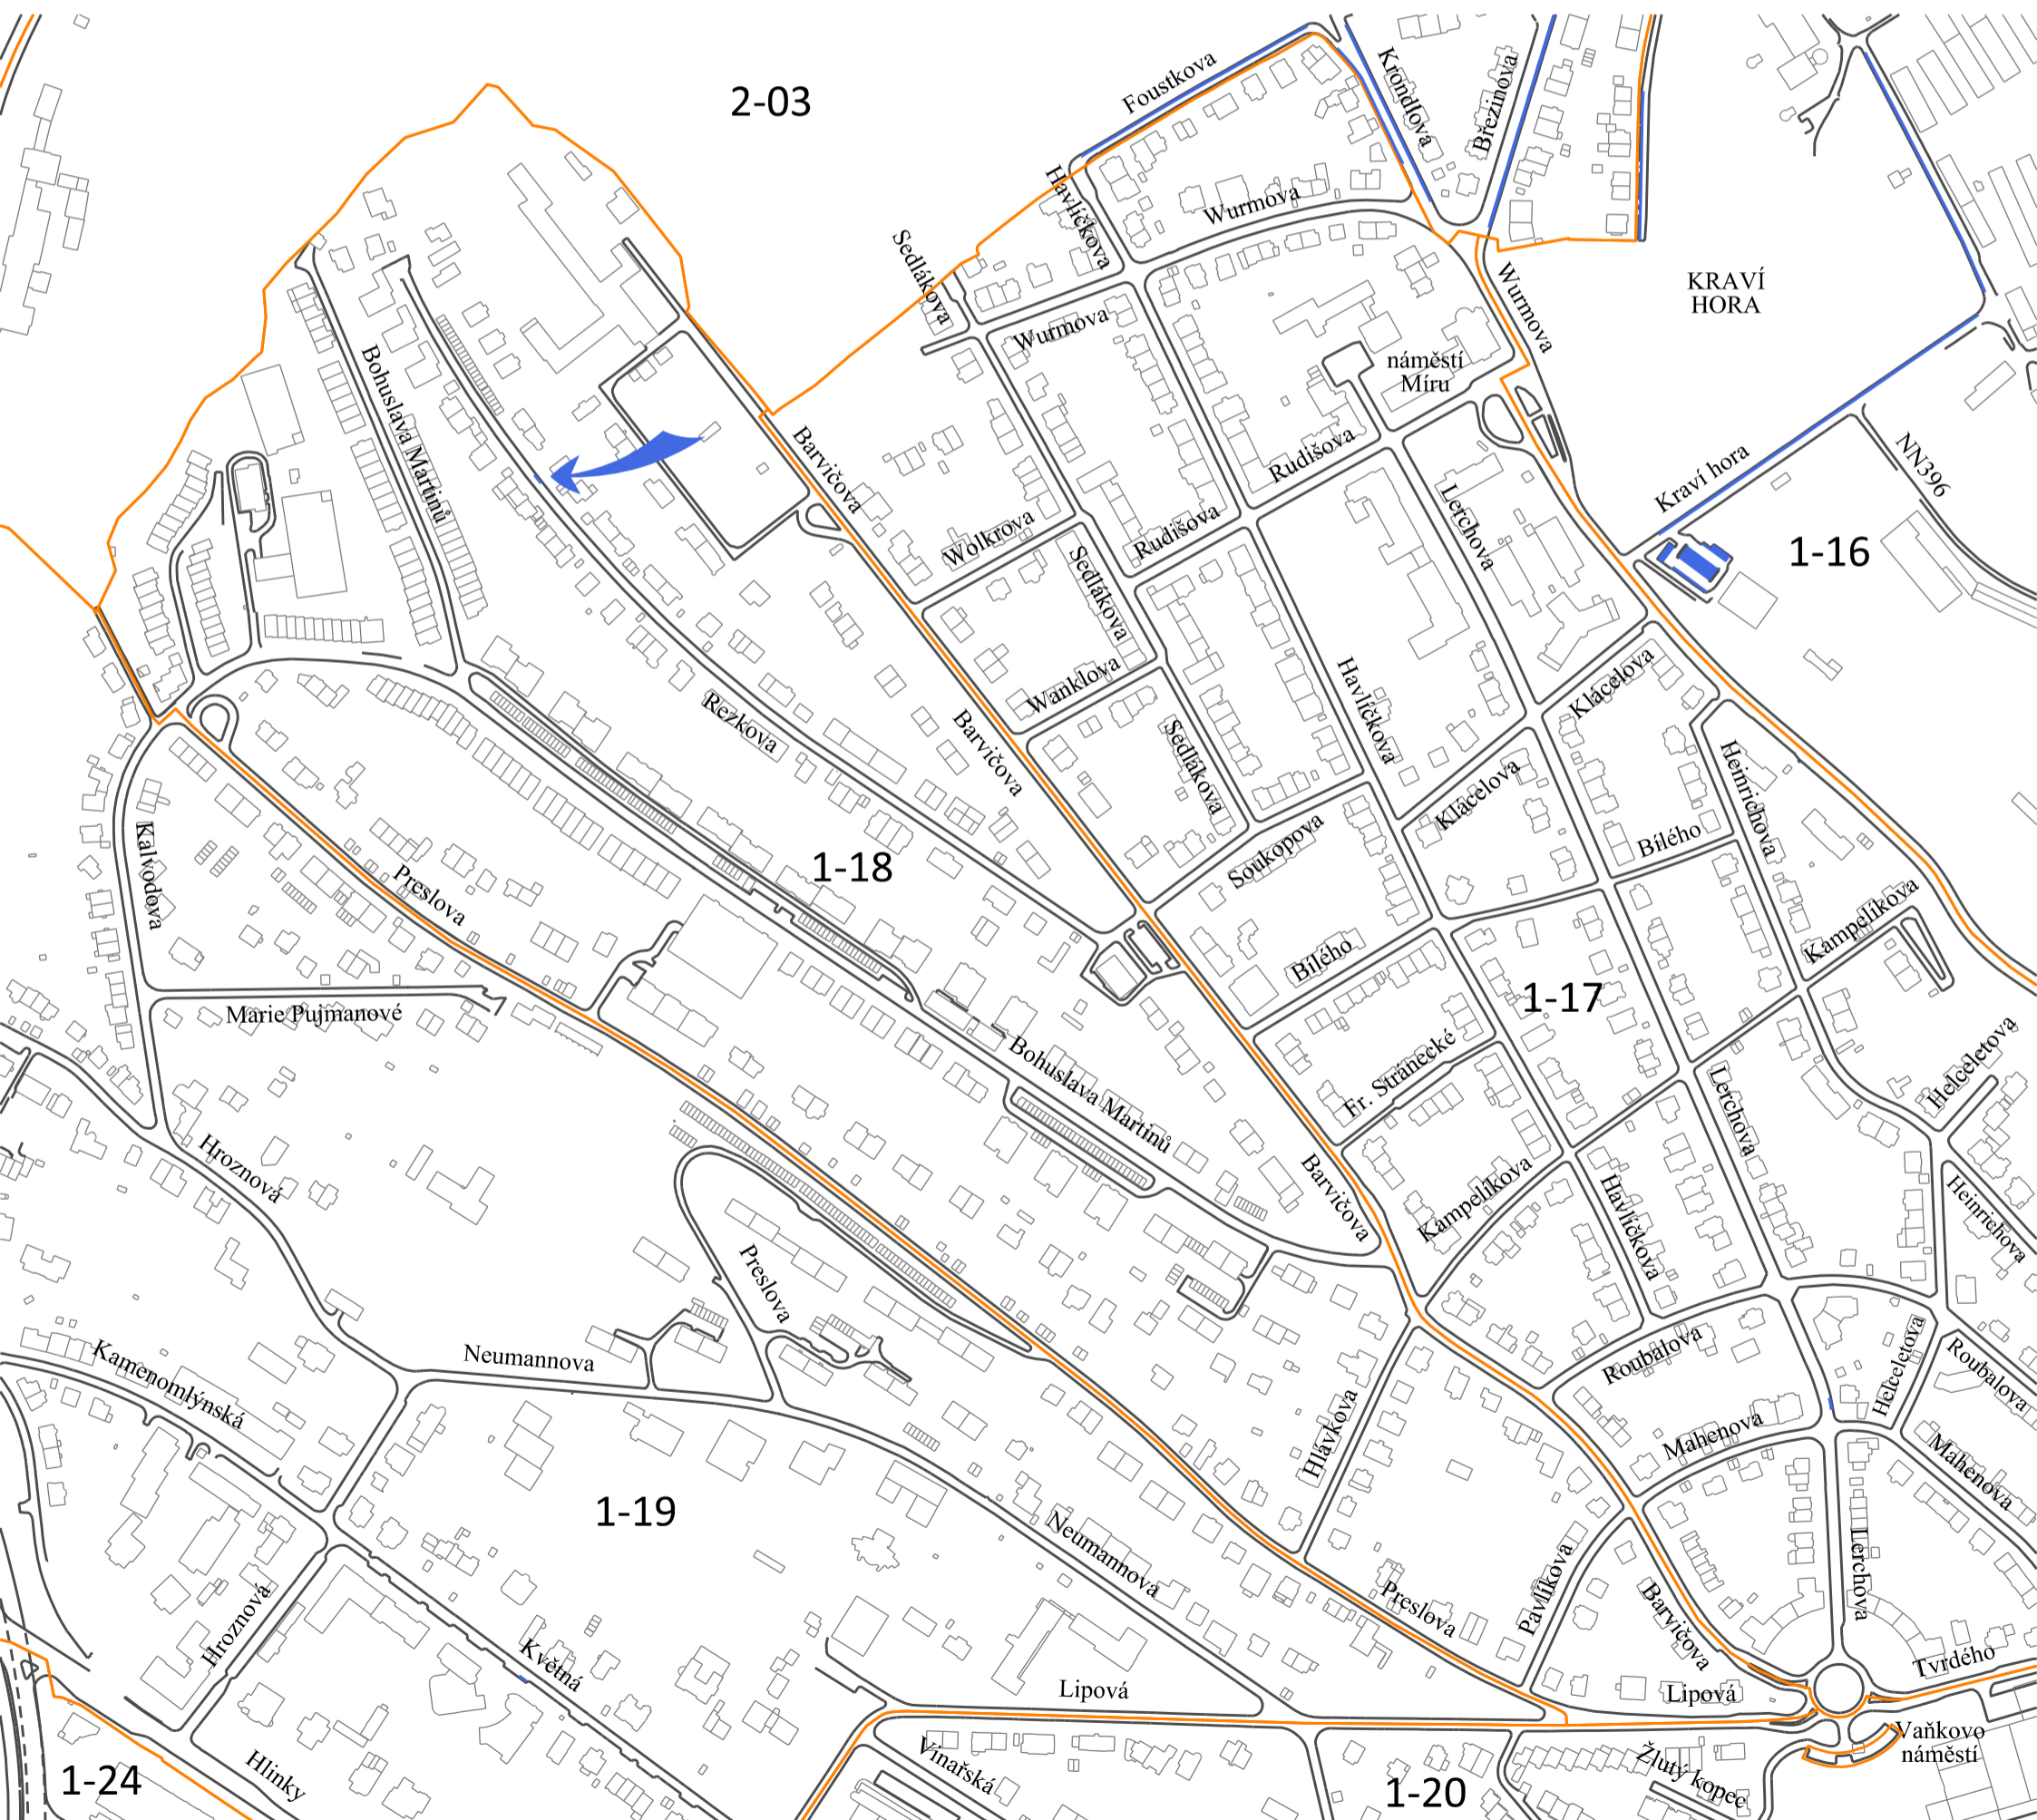 2-03
Foustkova
Krondlova
Březinova
Havlíčkova
Wurmova
Sedlákova
Wurmova
KRAVÍ
HORA
Wurmova
náměstí
Míru
Bohuslava Martinů
Barvičova
Rudišova
Lerchova
Kraví hora
NN396
1-16
Wolkrova
Rudišova
Sedlákova
Wanklova
Klácelova
Havlíčkova
Rezkova
Barvičova
Sedlákova
Klácelova
Heinrichova
Bílého
Soukopova
Kalvodova
Preslova
1-18
Kampelíkova
Bílého
1-17
Marie Pujmanové
Fr. Stránecké
Bohuslava Martinů
Helceletova
Lerchova
Hroznová
Barvičova
Kampelíkova
Havlíčkova
Heinrichova
Preslova
Neumannova
Kamenomlýnská
Roubalova
Helceletova
Roubalova
Hlávkova
Mahenova
Mahenova
1-19
Neumannova
Lerchova
Hroznová
Květná
Preslova
Pavlíkova
Barvičova
Tvrdého
Lipová
Lipová
Vaňkovo
náměstí
Hlinky
Vinařská
Žlutý kopec
1-24
1-20